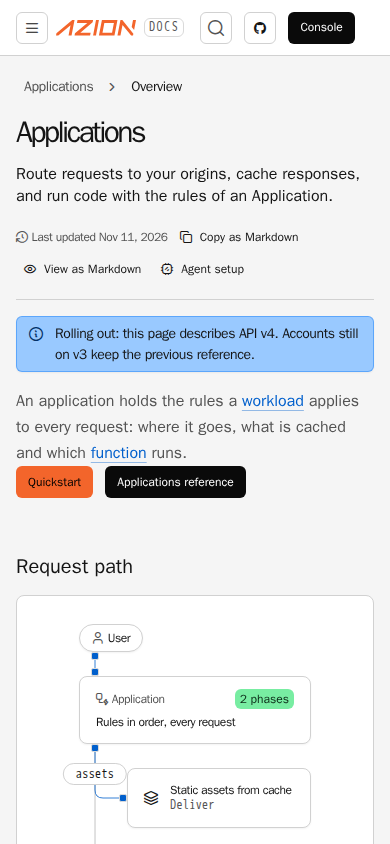 AZION DOCS Console
Applications > Overview
Applications
Route requests to your origins, cache responses,
and run code with the rules of an Application.
Last updated Nov 11, 2026 Copy as Markdown
View as Markdown Agent setup
Rolling out: this page describes API v4. Accounts still
on v3 keep the previous reference.
An application holds the rules a workload applies
to every request: where it goes, what is cached
and which function runs.
Quickstart Applications reference
Request path
User
Application 2 phases
Rules in order, every request
assets
Static assets from cache
Deliver